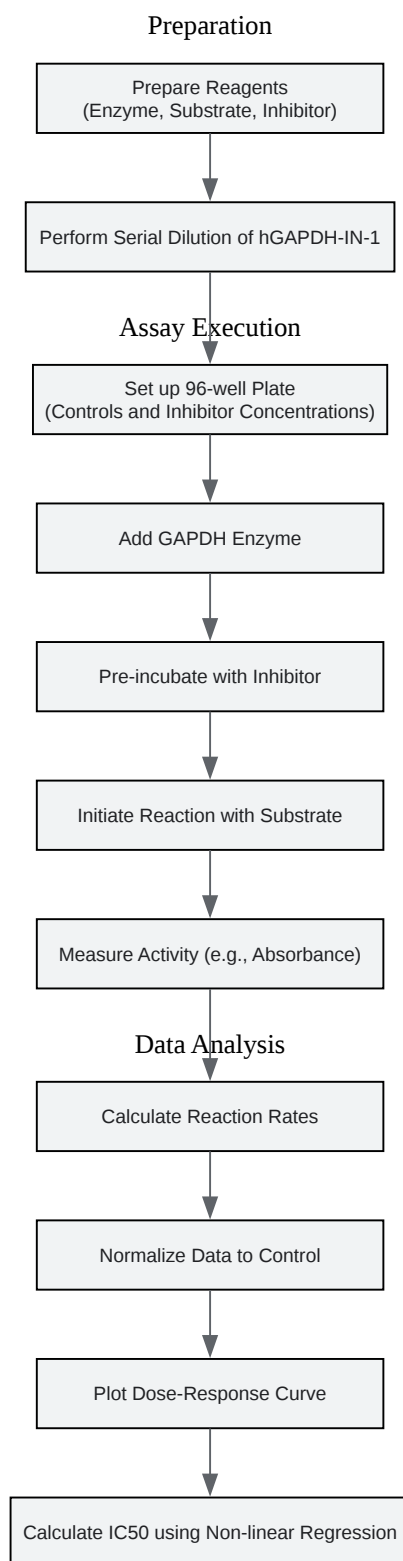 Preparation
Prepare Reagents
(Enzyme, Substrate, Inhibitor)
Perform Serial Dilution of hGAPDH-IN-1
Assay Execution
Set up 96-well Plate
(Controls and Inhibitor Concentrations)
Add GAPDH Enzyme
Pre-incubate with Inhibitor
Initiate Reaction with Substrate
Measure Activity (e.g., Absorbance)
Data Analysis
Calculate Reaction Rates
Normalize Data to Control
Plot Dose-Response Curve
Calculate IC50 using Non-linear Regression